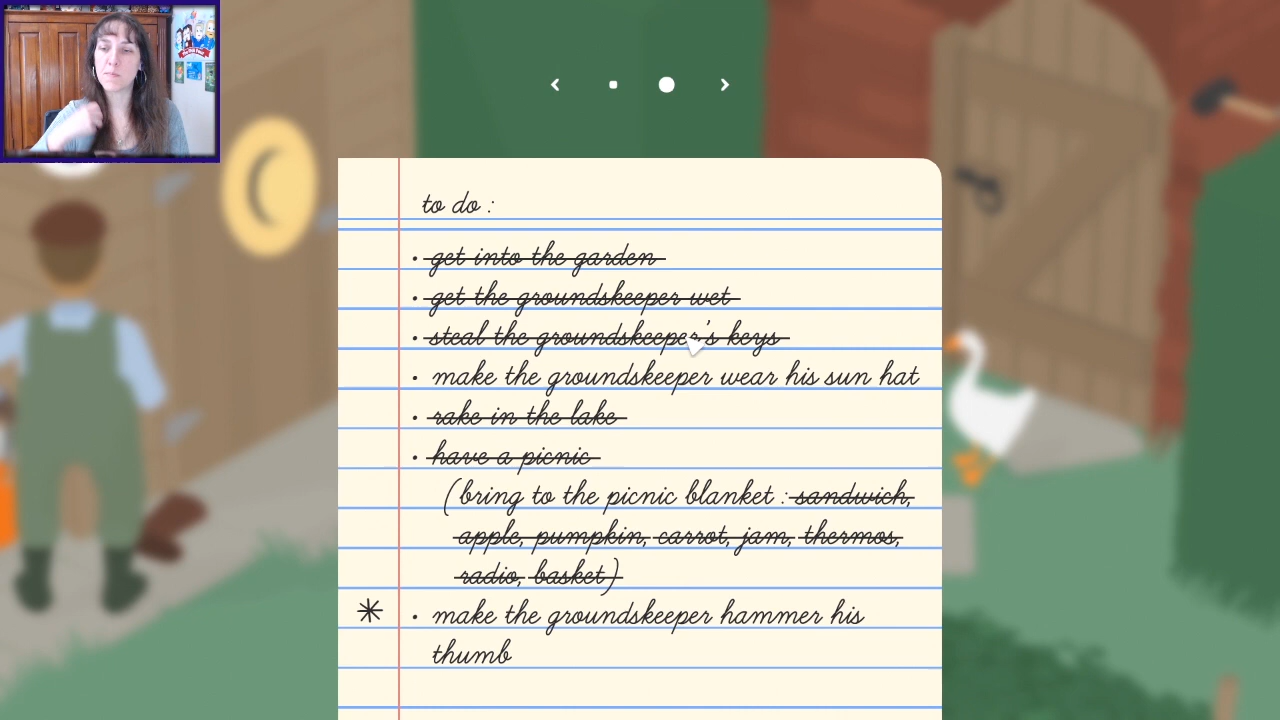 to do :
• get into the garden
• get the groundskeeper wet
• steal the groundskeeper's keys
• make the groundskeeper wear his sun hat
• rake in the lake
• have a picnic
(bring to the picnic blanket : sandwich,
apple, pumpkin, carrot, jam, thermos,
radio, basket)
• make the groundskeeper hammer his
thumb